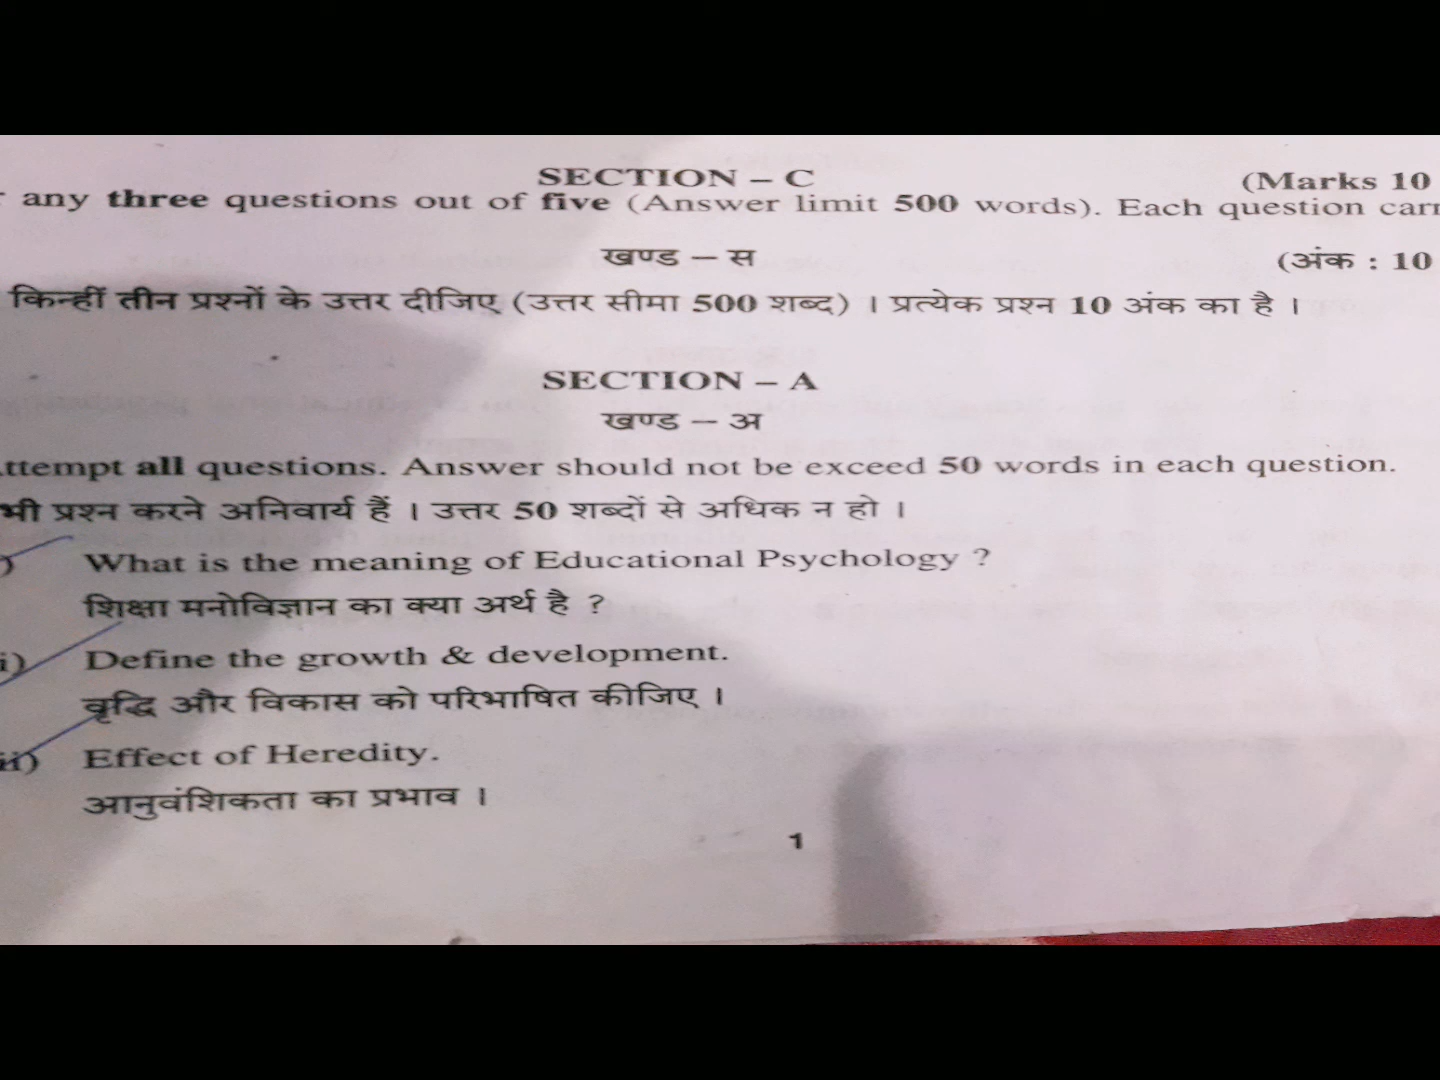 SECTION – C
(Marks 10
any three questions out of five (Answer limit 500 words). Each question
खण्ड – स
(अंक : 10
किन्हीं तीन प्रश्नों के उत्तर दीजिए (उत्तर सीमा 500 शब्द) । प्रत्येक प्रश्न 10 अंक का है ।
SECTION – A
खण्ड – अ
ttempt all questions. Answer should not be exceed 50 words in each question.
भी प्रश्न करने अनिवार्य हैं । उत्तर 50 शब्दों से अधिक न हो ।
) What is the meaning of Educational Psychology ?
शिक्षा मनोविज्ञान का क्या अर्थ है ?
i) Define the growth & development.
वृद्धि और विकास को परिभाषित कीजिए ।
ii) Effect of Heredity.
आनुवंशिकता का प्रभाव ।
1